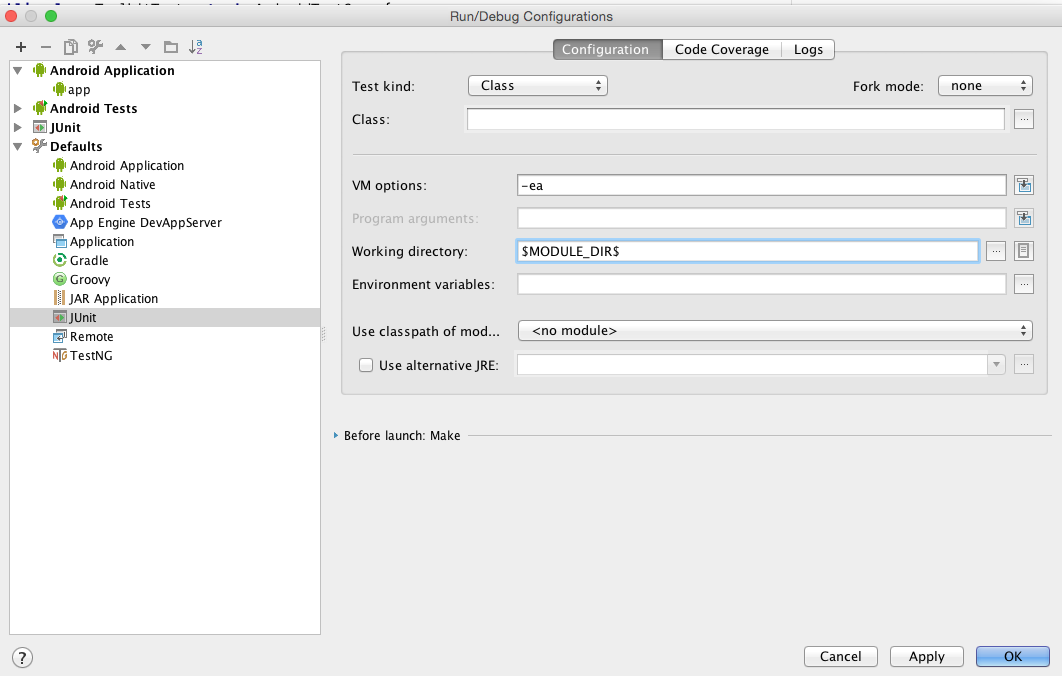 Run/Debug Configurations
Android Application
app
Android Tests
JUnit
Defaults
Android Application
Android Native
Android Tests
App Engine DevAppServer
Application
Gradle
Groovy
JAR Application
JUnit
Remote
TestNG
Configuration Code Coverage Logs
Test kind: Class Fork mode: none
Class:
VM options: -ea
Program arguments:
Working directory: $MODULE_DIR$
Environment variables:
Use classpath of mod... <no module>
Use alternative JRE:
Before launch: Make
? Cancel Apply OK